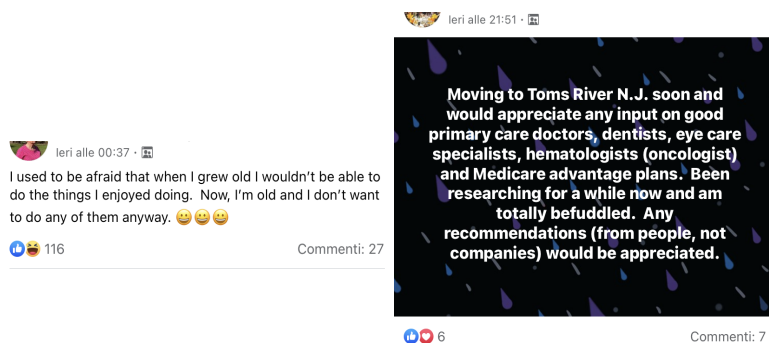 Ieri alle 00:37 ·
I used to be afraid that when I grew old I wouldn't be able to
do the things I enjoyed doing.  Now, I'm old and I don't want
to do any of them anyway. 😀😀😀
116
Commenti: 27
Ieri alle 21:51 ·
Moving to Toms River N.J. soon and
would appreciate any input on good
primary care doctors, dentists, eye care
specialists, hematologists (oncologist)
and Medicare advantage plans.  Been
researching for a while now and am
totally befuddled.  Any
recommendations (from people, not
companies) would be appreciated.
6
Commenti: 7